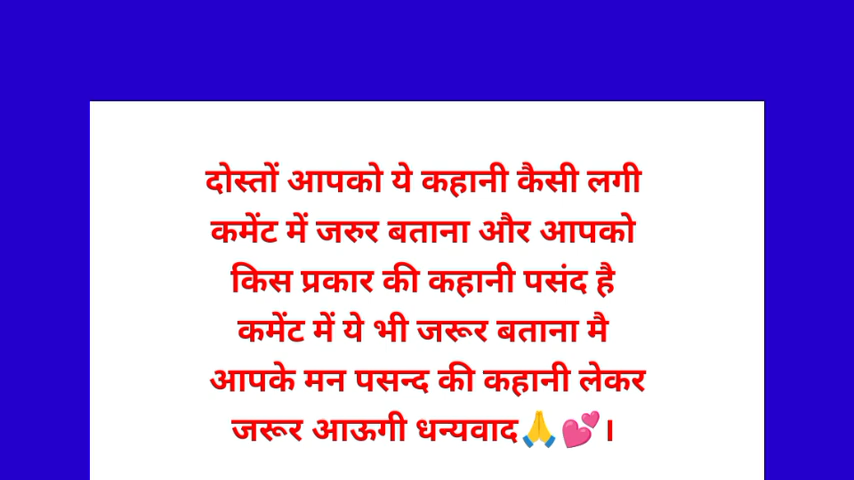 दोस्तों आपको ये कहानी कैसी लगी
कमेंट में जरुर बताना और आपको
किस प्रकार की कहानी पसंद है
कमेंट में ये भी जरूर बताना मै
आपके मन पसन्द की कहानी लेकर
जरूर आऊगी धन्यवाद🙏💕।